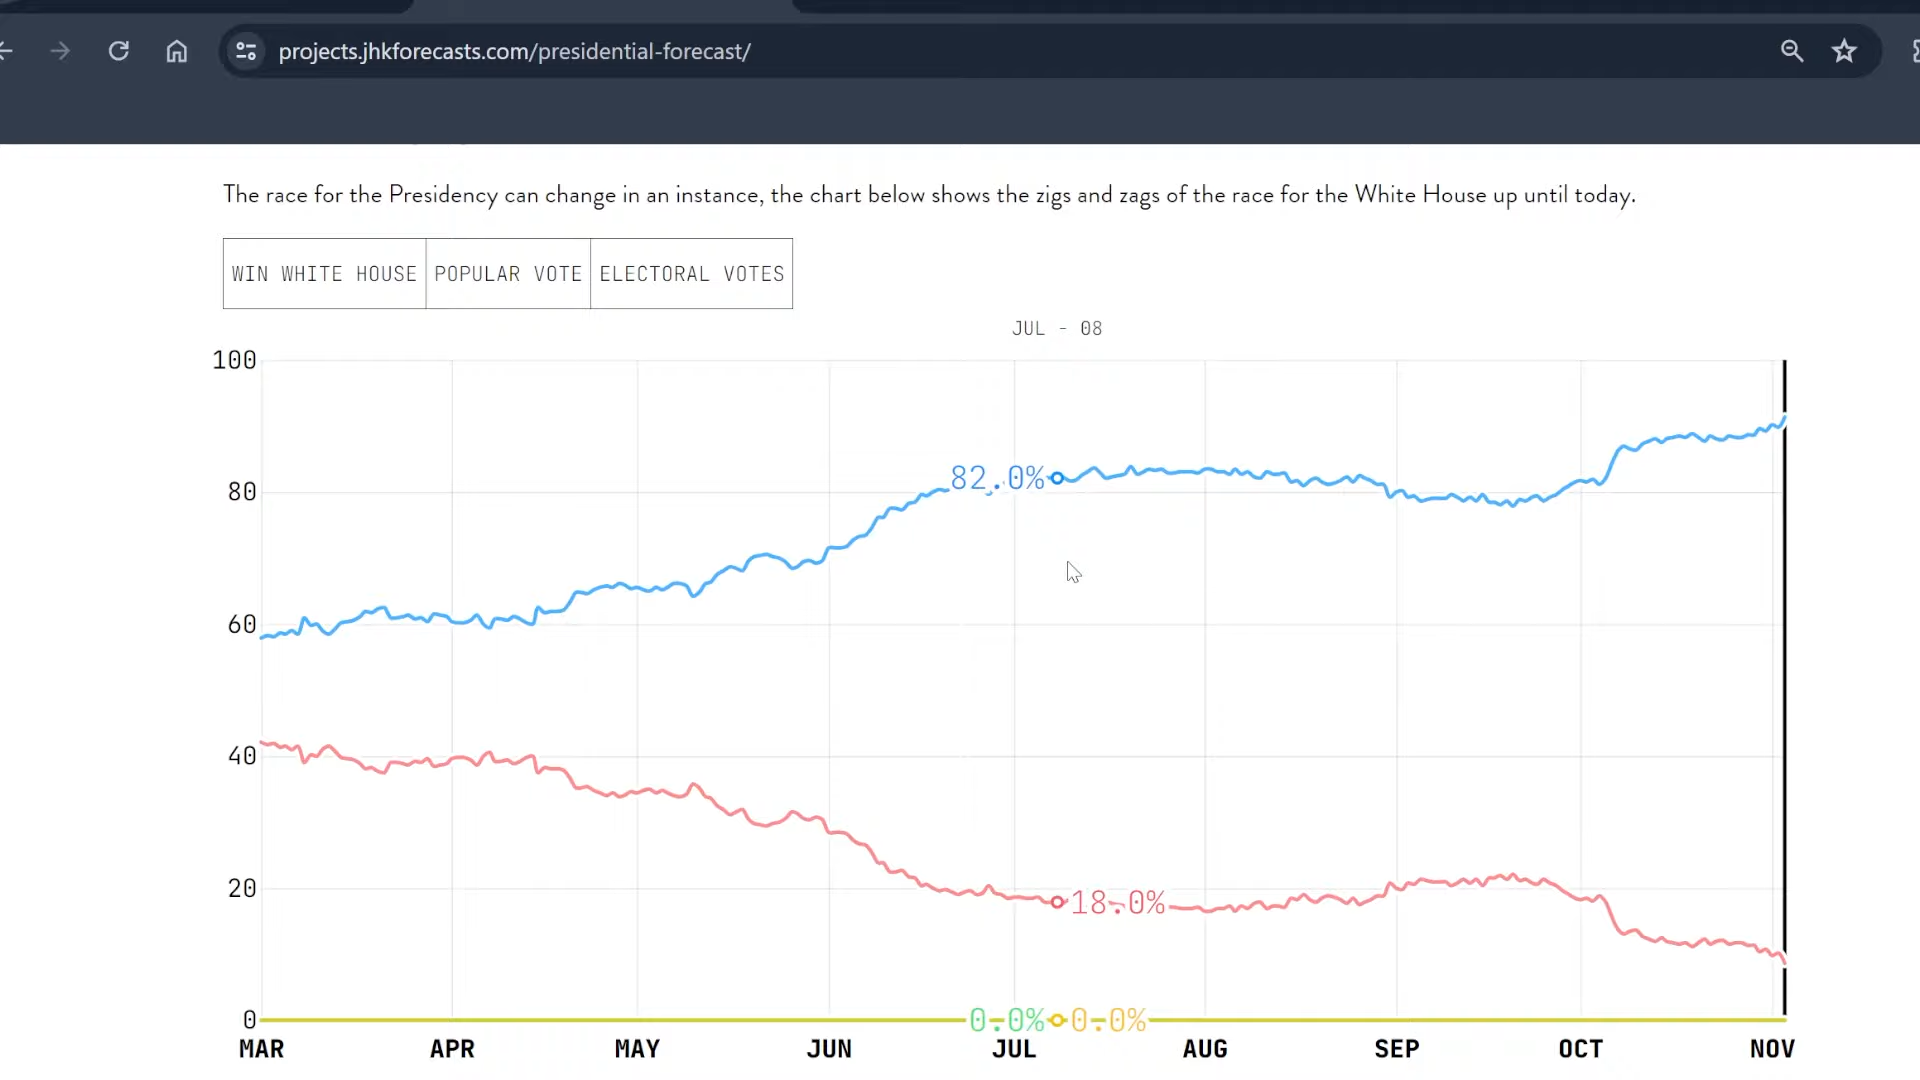 projects.jhkforecasts.com/presidential-forecast/
The race for the Presidency can change in an instance, the chart below shows the zigs and zags of the race for the White House up until today.
WIN WHITE HOUSE POPULAR VOTE ELECTORAL VOTES
JUL - 08
100
80
60
40
20
0
82.0%
18.0%
0.0% 0.0%
MAR APR MAY JUN JUL AUG SEP OCT NOV